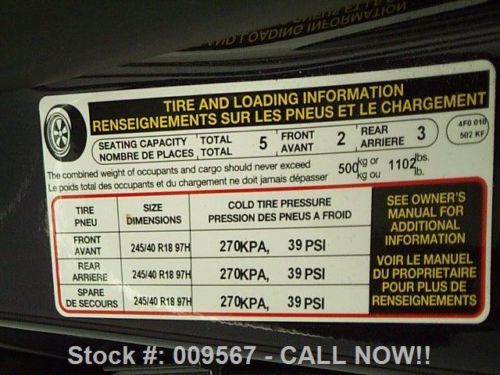 TIRE AND LOADING INFORMATION
RENSEIGNEMENTS SUR LES PNEUS ET LE CHARGEMENT
SEATING CAPACITY TOTAL 5 FRONT 2 REAR 3
NOMBRE DE PLACES TOTAL AVANT ARRIERE
4F0 010
502 KF
The combined weight of occupants and cargo should never exceed 500 kg or 1102 lbs.
Le poids total des occupants et du chargement ne doit jamais dépasser kg ou lb.
TIRE SIZE COLD TIRE PRESSURE
PNEU DIMENSIONS PRESSION DES PNEUS A FROID
FRONT
AVANT 245/40 R18 97H 270KPA, 39 PSI
REAR
ARRIERE 245/40 R18 97H 270KPA, 39 PSI
SPARE
DE SECOURS 245/40 R18 97H 270KPA, 39 PSI
SEE OWNER'S
MANUAL FOR
ADDITIONAL
INFORMATION
VOIR LE MANUEL
DU PROPRIETAIRE
POUR PLUS DE
RENSEIGNEMENTS
Stock #: 009567 - CALL NOW!!